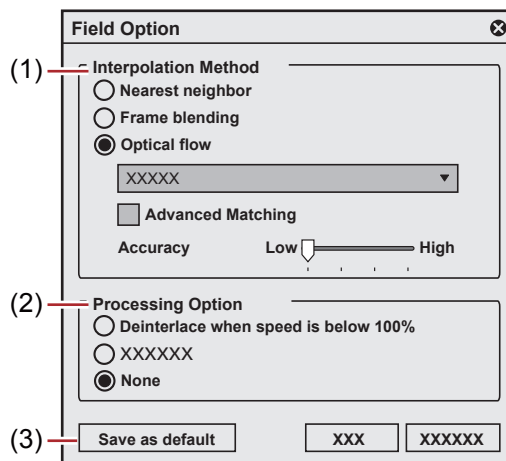 Field Option
(1)
Interpolation Method
Nearest neighbor
Frame blending
Optical flow
XXXXX
Advanced Matching
Accuracy Low High
(2)
Processing Option
Deinterlace when speed is below 100%
XXXXXX
None
(3)
Save as default XXX XXXXXX